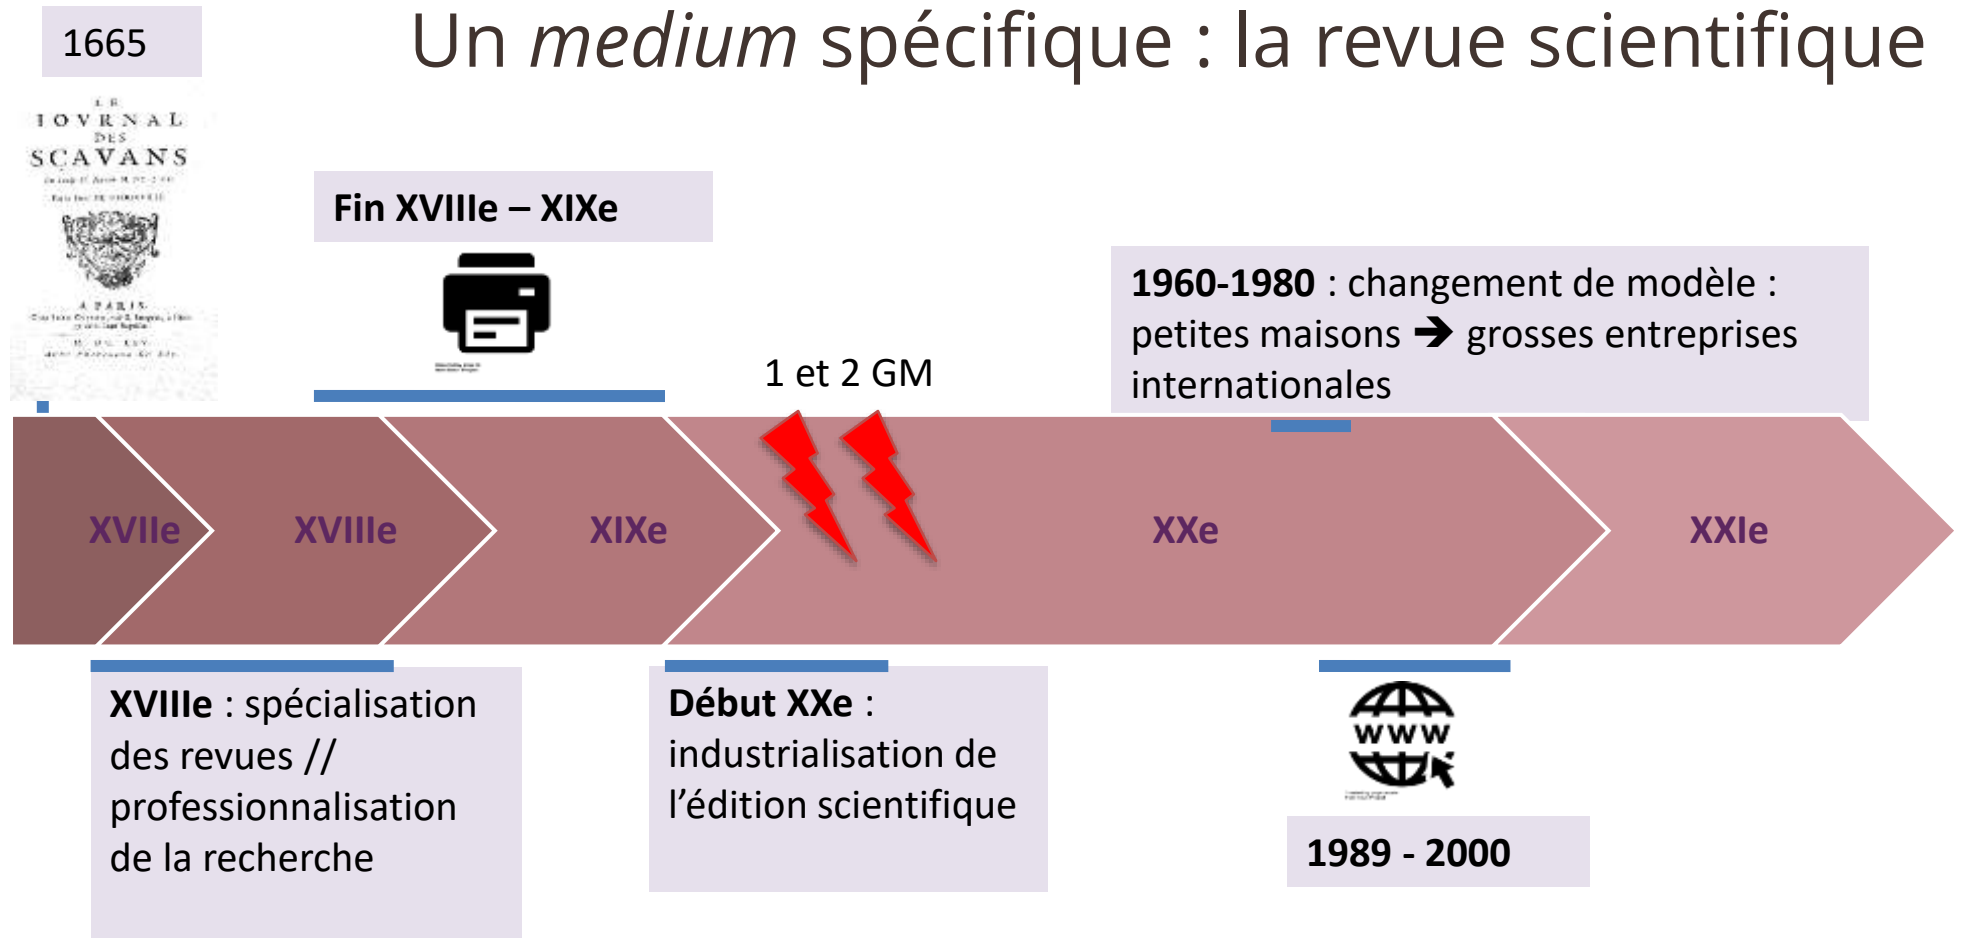 1665
Un medium spécifique : la revue scientifique
LE
IOVRNAL
DES
SCAVANS
A PARIS
Fin XVIIIe – XIXe
1 et 2 GM
1960-1980 : changement de modèle :
petites maisons ➔ grosses entreprises
internationales
XVIIe
XVIIIe
XIXe
XXe
XXIe
XVIIIe : spécialisation
des revues //
professionnalisation
de la recherche
Début XXe :
industrialisation de
l’édition scientifique
WWW
1989 - 2000